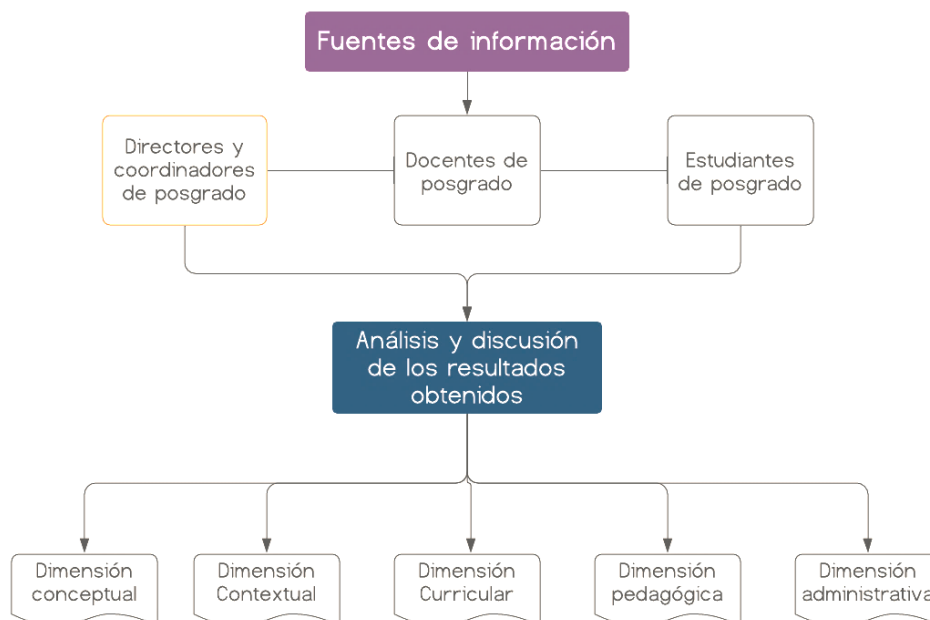 Fuentes de información
Directores y
coordinadores
de posgrado
Docentes de
posgrado
Estudiantes
de posgrado
Análisis y discusión
de los resultados
obtenidos
Dimensión
conceptual
Dimensión
Contextual
Dimensión
Curricular
Dimensión
pedagógica
Dimensión
administrativa